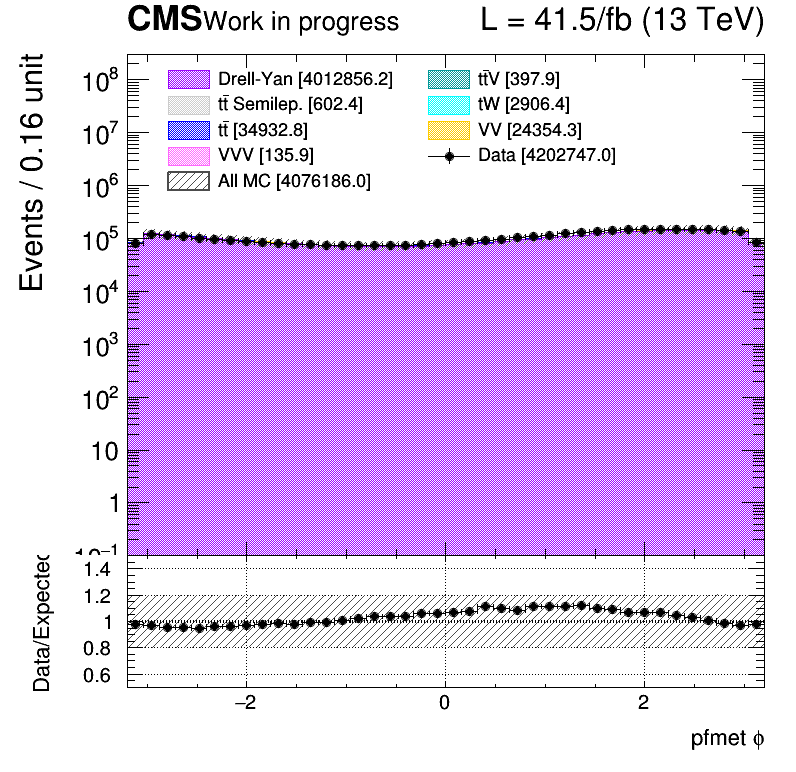 CMS Work in progress L = 41.5/fb (13 TeV)
Events / 0.16 unit
Drell-Yan [4012856.2]
tt̄ Semilep. [602.4]
tt̄ [34932.8]
VVV [135.9]
All MC [4076186.0]
tt̄V [397.9]
tW [2906.4]
VV [24354.3]
Data [4202747.0]
10⁸
10⁷
10⁶
10⁵
10⁴
10³
10²
10
1
10⁻¹
Data/Expected
1.4
1.2
1
0.8
0.6
−2 0 2
pfmet ϕ